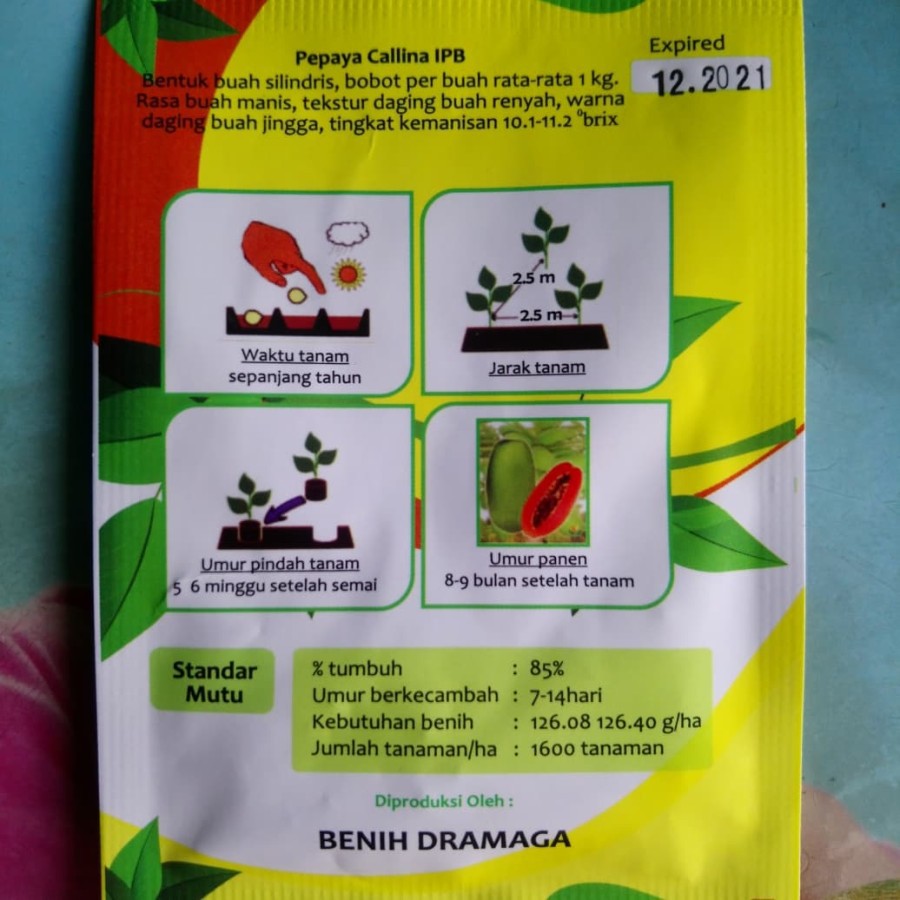 Pepaya Callina IPB
Bentuk buah silindris, bobot per buah rata-rata 1 kg.
Rasa buah manis, tekstur daging buah renyah, warna
daging buah jingga, tingkat kemanisan 10.1-11.2 °brix
Expired
12.2021
Waktu tanam
sepanjang tahun
2.5 m
2.5 m
Jarak tanam
Umur pindah tanam
5 6 minggu setelah semai
Umur panen
8-9 bulan setelah tanam
Standar
Mutu
% tumbuh : 85%
Umur berkecambah : 7-14hari
Kebutuhan benih : 126.08 126.40 g/ha
Jumlah tanaman/ha : 1600 tanaman
Diproduksi Oleh :
BENIH DRAMAGA